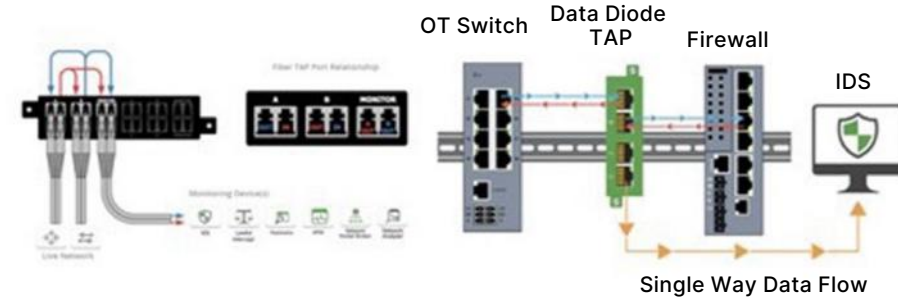 Fiber TAP Port Relationship
A
B
MONITOR
Monitoring Device(s)
IDS
Live Network
OT Switch
Data Diode
TAP
Firewall
IDS
Single Way Data Flow